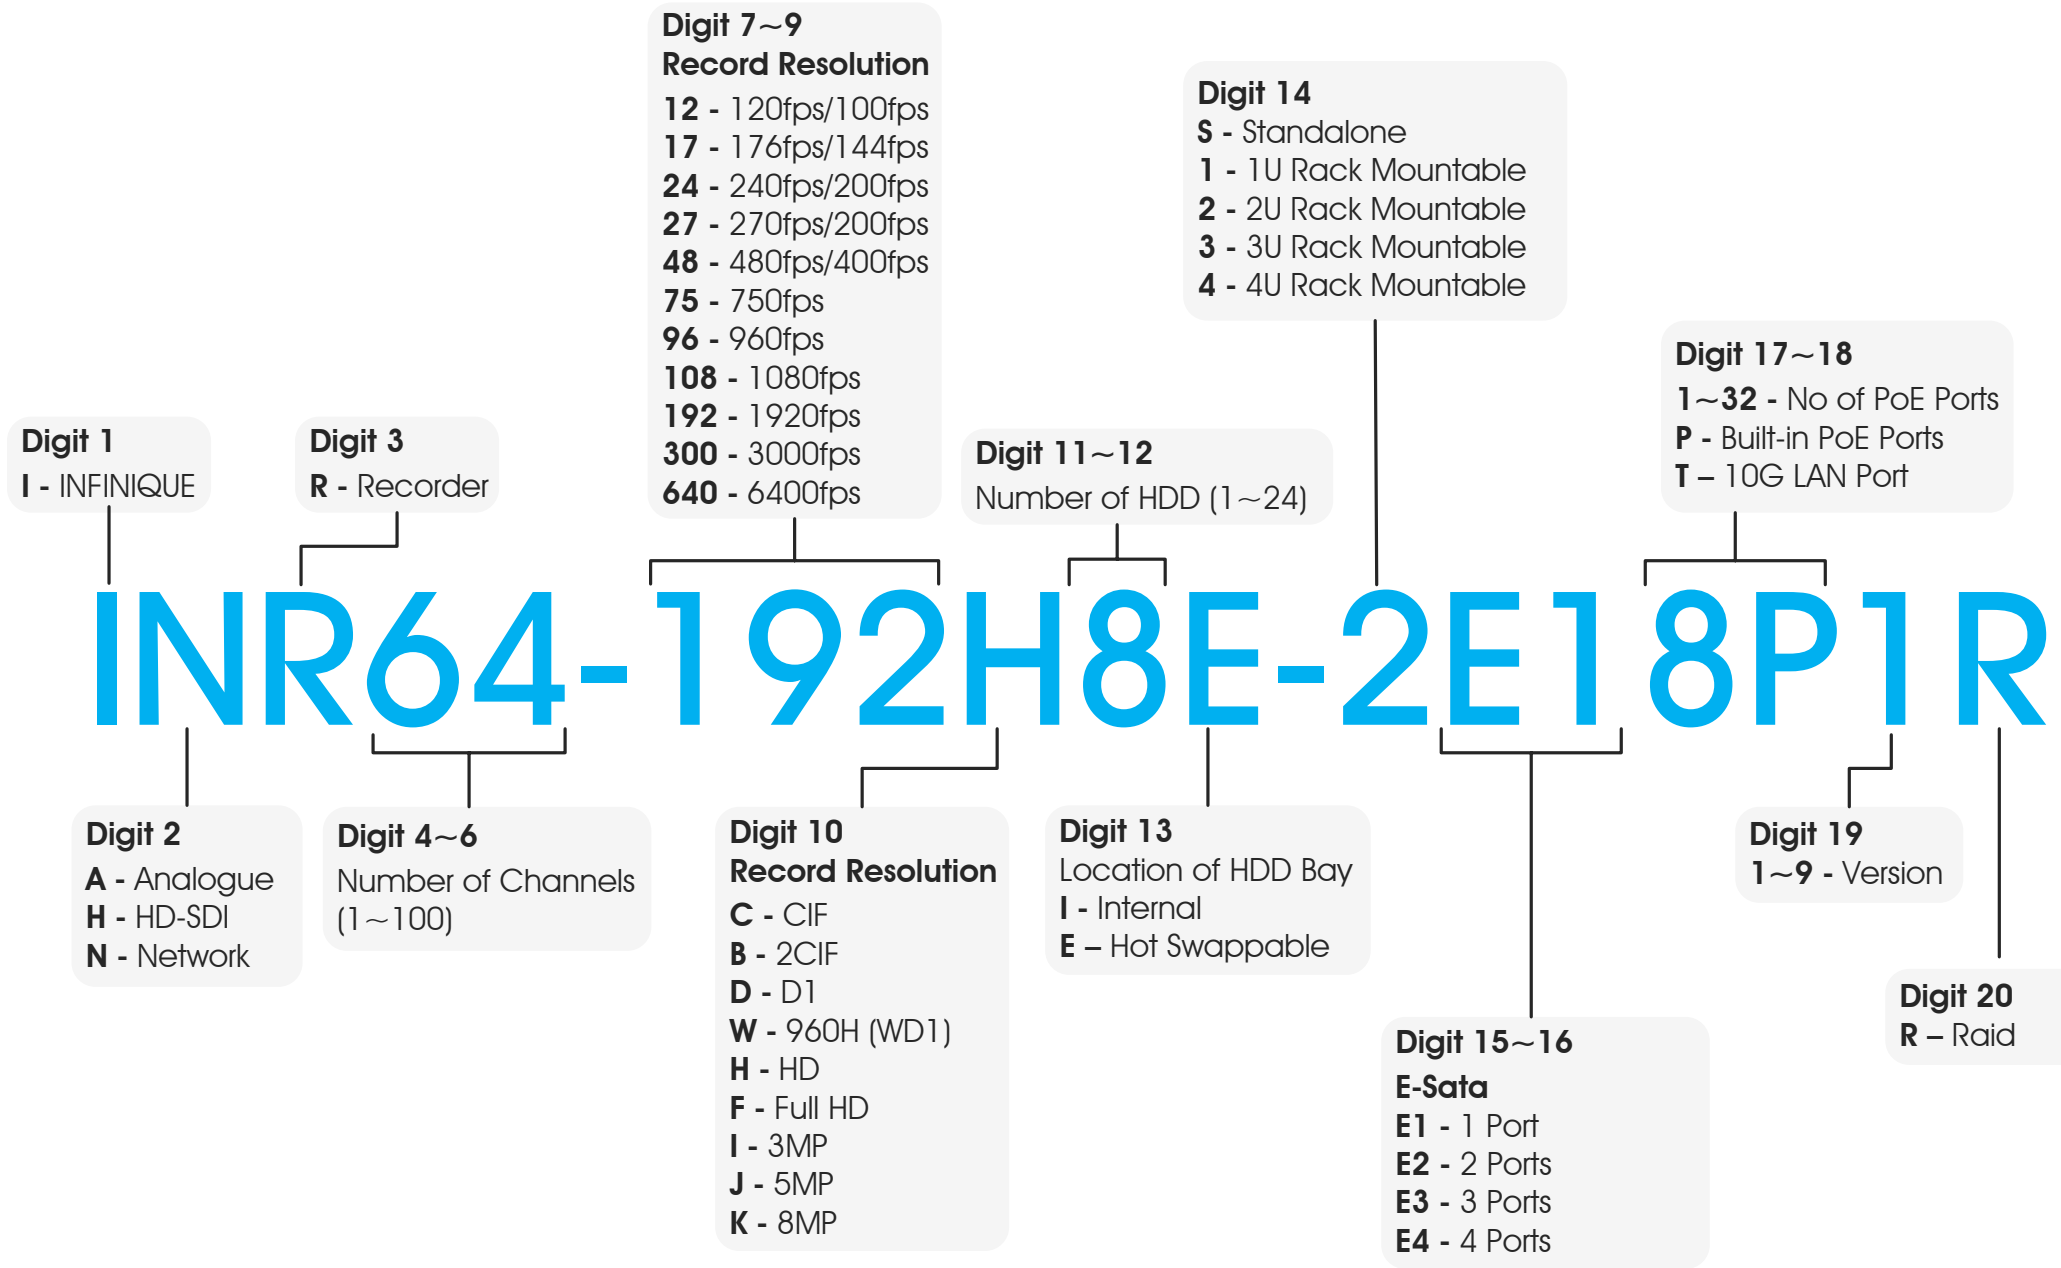 Digit 7~9
Record Resolution
12 - 120fps/100fps
17 - 176fps/144fps
24 - 240fps/200fps
27 - 270fps/200fps
48 - 480fps/400fps
75 - 750fps
96 - 960fps
108 - 1080fps
192 - 1920fps
300 - 3000fps
640 - 6400fps
Digit 14
S - Standalone
1 - 1U Rack Mountable
2 - 2U Rack Mountable
3 - 3U Rack Mountable
4 - 4U Rack Mountable
Digit 17~18
1~32 - No of PoE Ports
P - Built-in PoE Ports
T – 10G LAN Port
Digit 1
I - INFINIQUE
Digit 3
R - Recorder
Digit 11~12
Number of HDD (1~24)
INR64-192H8E-2E18P1R
Digit 2
A - Analogue
H - HD-SDI
N - Network
Digit 4~6
Number of Channels
(1~100)
Digit 10
Record Resolution
C - CIF
B - 2CIF
D - D1
W - 960H (WD1)
H - HD
F - Full HD
I - 3MP
J - 5MP
K - 8MP
Digit 13
Location of HDD Bay
I - Internal
E – Hot Swappable
Digit 15~16
E-Sata
E1 - 1 Port
E2 - 2 Ports
E3 - 3 Ports
E4 - 4 Ports
Digit 19
1~9 - Version
Digit 20
R – Raid